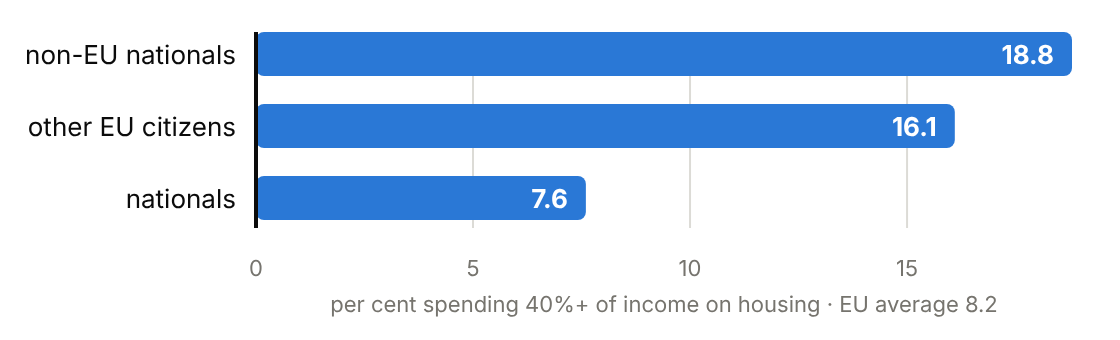 non-EU nationals 18.8
other EU citizens 16.1
nationals 7.6
0 5 10 15
per cent spending 40%+ of income on housing · EU average 8.2